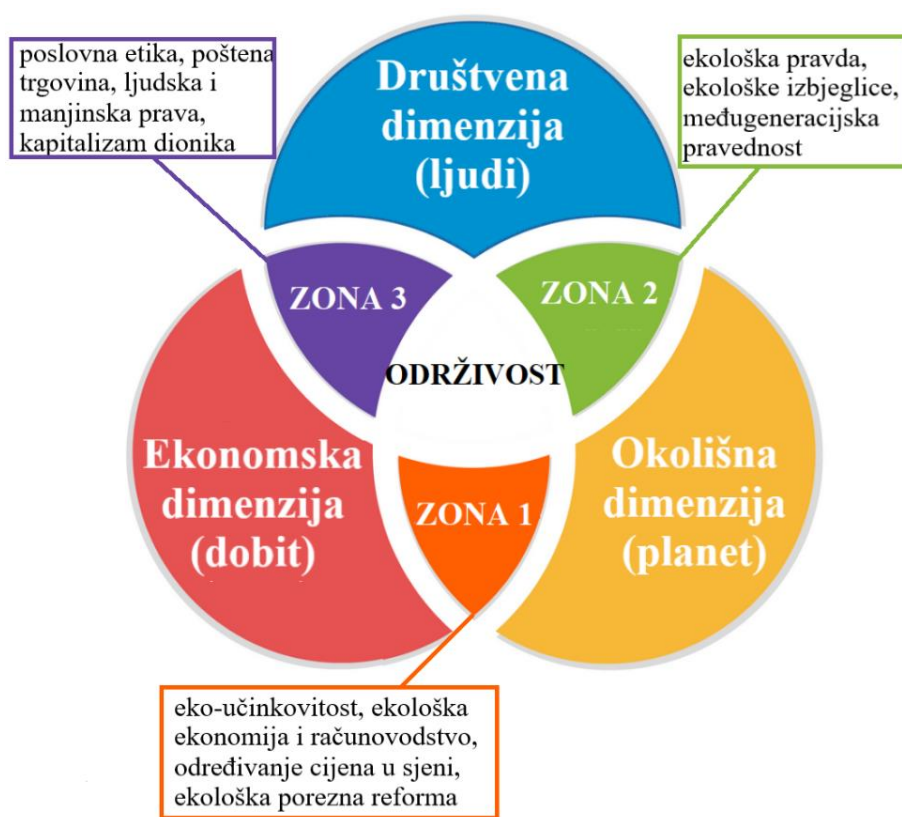 poslovna etika, poštena
trgovina, ljudska i
manjinska prava,
kapitalizam dionika
Društvena
dimenzija
(ljudi)
ekološka pravda,
ekološke izbjeglice,
međugeneracijska
pravednost
ZONA 3
ZONA 2
ODRŽIVOST
Ekonomska
dimenzija
(dobit)
Okolišna
dimenzija
(planet)
ZONA 1
eko-učinkovitost, ekološka
ekonomija i računovodstvo,
određivanje cijena u sjeni,
ekološka porezna reforma